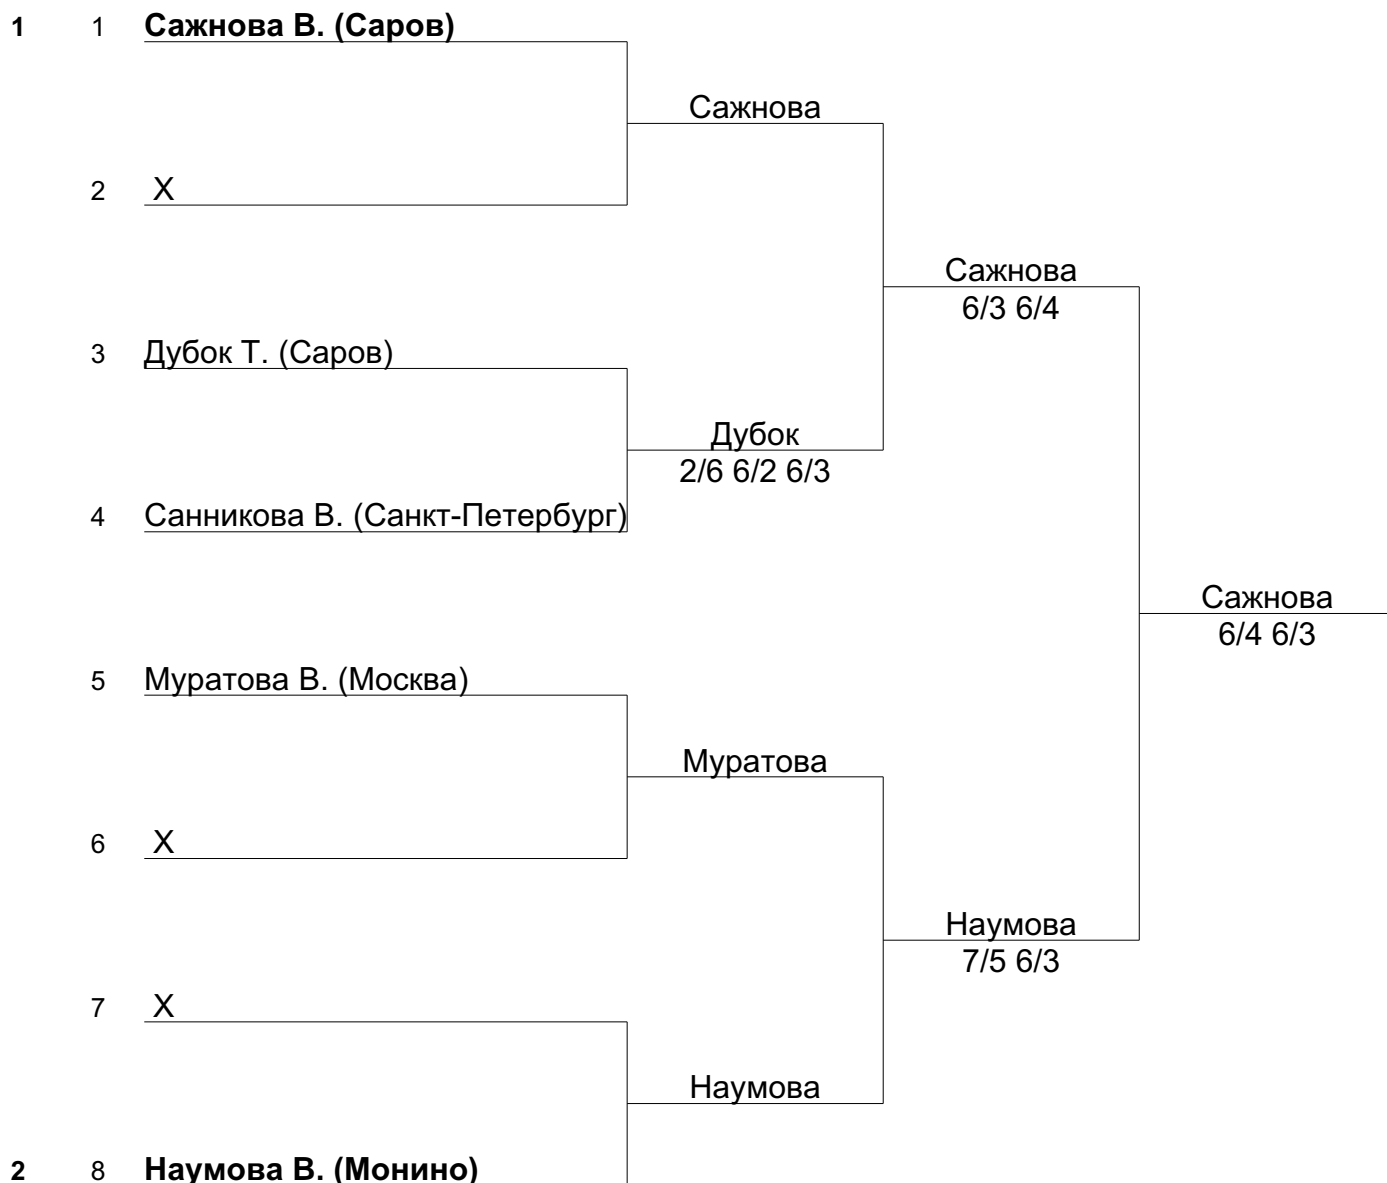 1 1 Сажнова В. (Саров)
Сажнова
2 X
Сажнова
6/3 6/4
3 Дубок Т. (Саров)
Дубок
2/6 6/2 6/3
4 Санникова В. (Санкт-Петербург)
Сажнова
6/4 6/3
5 Муратова В. (Москва)
Муратова
6 X
Наумова
7/5 6/3
7 X
Наумова
2 8 Наумова В. (Монино)